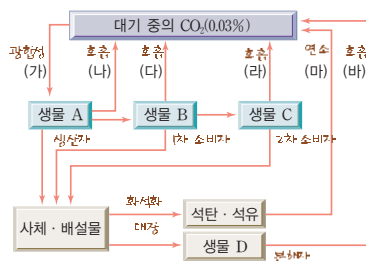 대기 중의 CO₂(0.03%)
광합성 호흡 호흡 호흡 연소 호흡
(가) (나) (다) (라) (마) (바)
생물 A 생물 B 생물 C
생산자 1차 소비자 2차 소비자
화석화
사체·배설물 석탄·석유
대장
생물 D
분해자